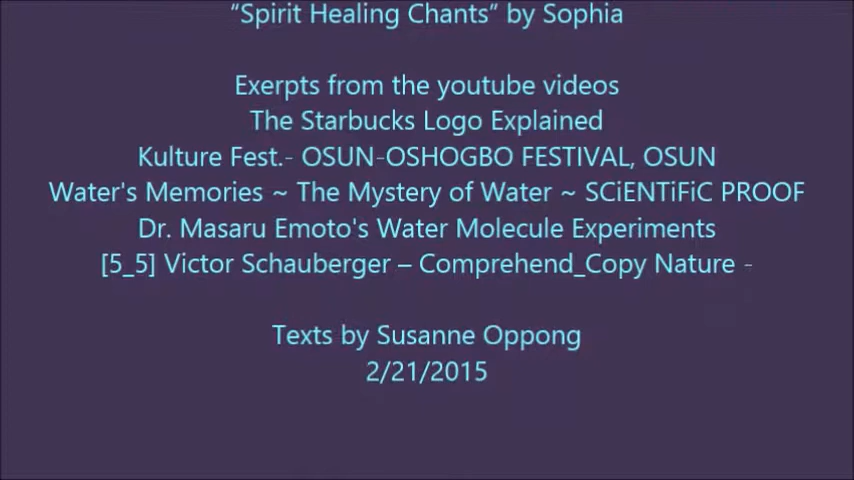 “Spirit Healing Chants” by Sophia
Exerpts from the youtube videos
The Starbucks Logo Explained
Kulture Fest.- OSUN-OSHOGBO FESTIVAL, OSUN
Water's Memories ~ The Mystery of Water ~ SCiENTiFiC PROOF
Dr. Masaru Emoto's Water Molecule Experiments
[5_5] Victor Schauberger – Comprehend_Copy Nature -
Texts by Susanne Oppong
2/21/2015